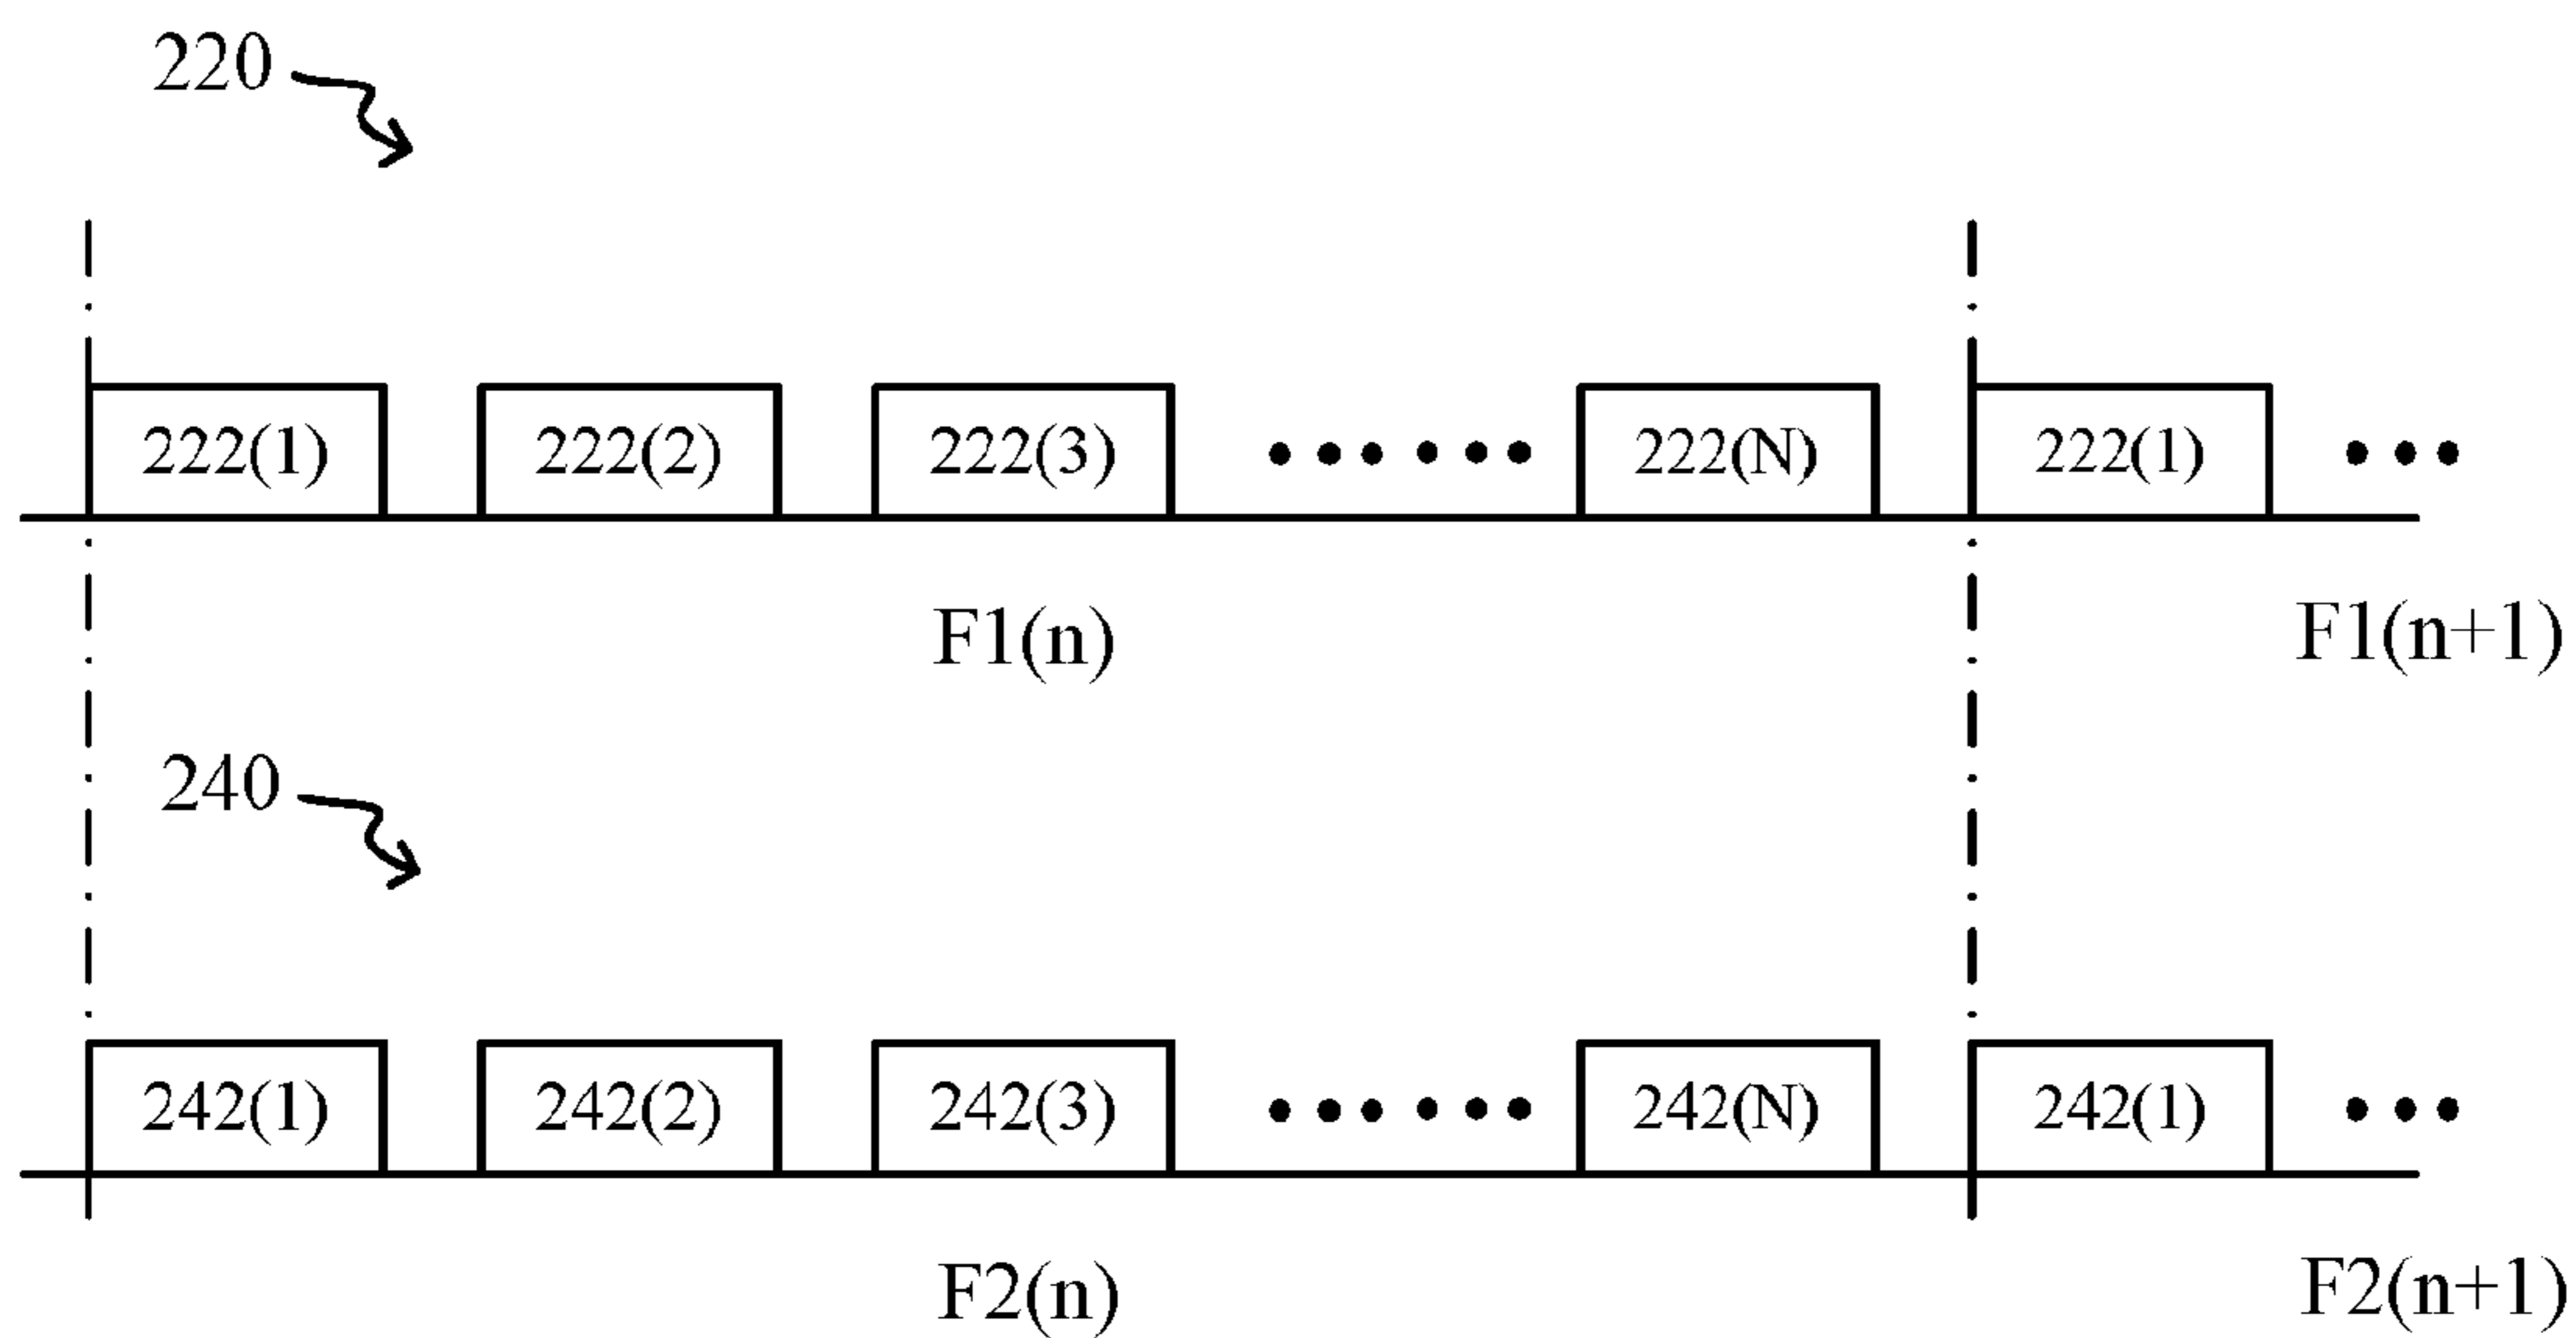 220
222(1) 222(2) 222(3) ...... 222(N) 222(1) ...
F1(n) F1(n+1)
240
242(1) 242(2) 242(3) ...... 242(N) 242(1) ...
F2(n) F2(n+1)